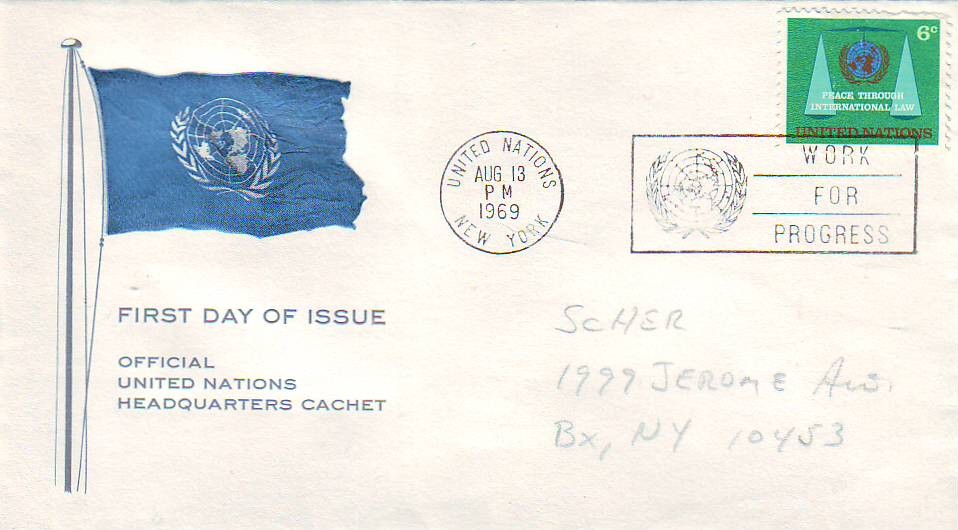 6c
PEACE THROUGH
INTERNATIONAL LAW
UNITED NATIONS
UNITED NATIONS
AUG 13
PM
1969
NEW YORK
WORK
FOR
PROGRESS
FIRST DAY OF ISSUE
OFFICIAL
UNITED NATIONS
HEADQUARTERS CACHET
SCHER
1999 JEROME Ave.
Bx, NY 10453